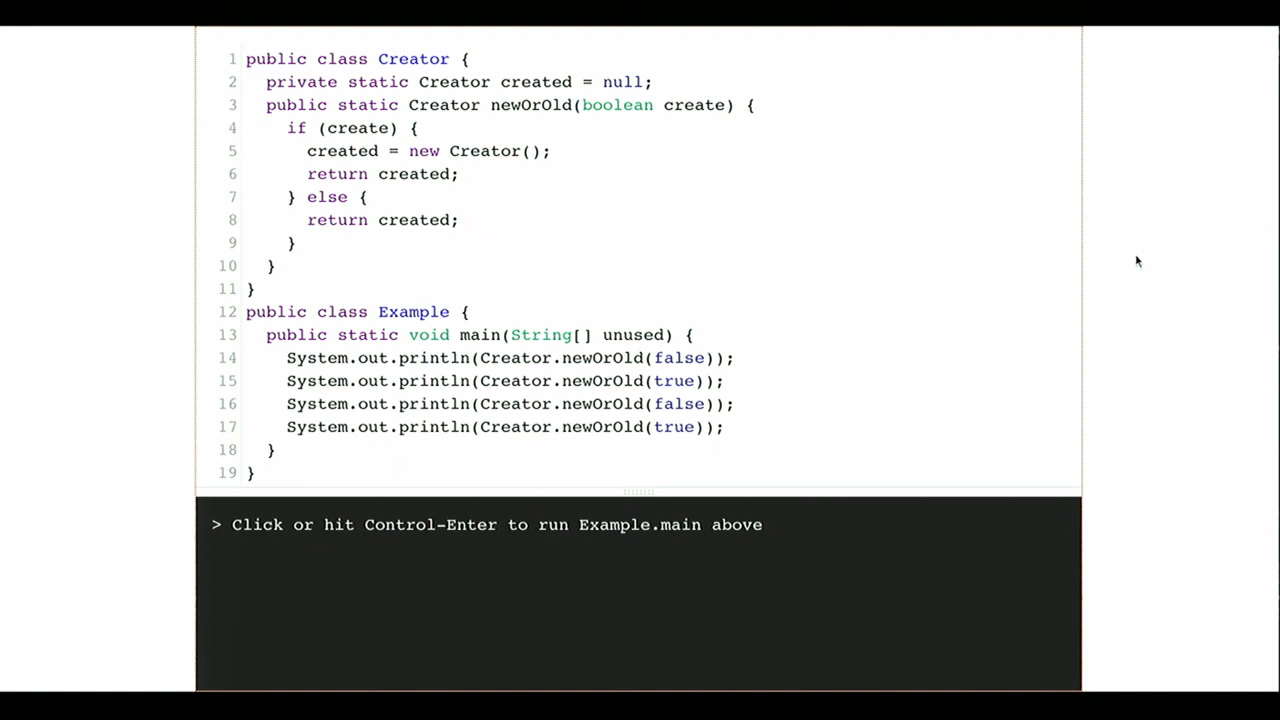 1 public class Creator {
2 private static Creator created = null;
3 public static Creator newOrOld(boolean create) {
4 if (create) {
5 created = new Creator();
6 return created;
7 } else {
8 return created;
9 }
10 }
11 }
12 public class Example {
13 public static void main(String[] unused) {
14 System.out.println(Creator.newOrOld(false));
15 System.out.println(Creator.newOrOld(true));
16 System.out.println(Creator.newOrOld(false));
17 System.out.println(Creator.newOrOld(true));
18 }
19 }
> Click or hit Control-Enter to run Example.main above